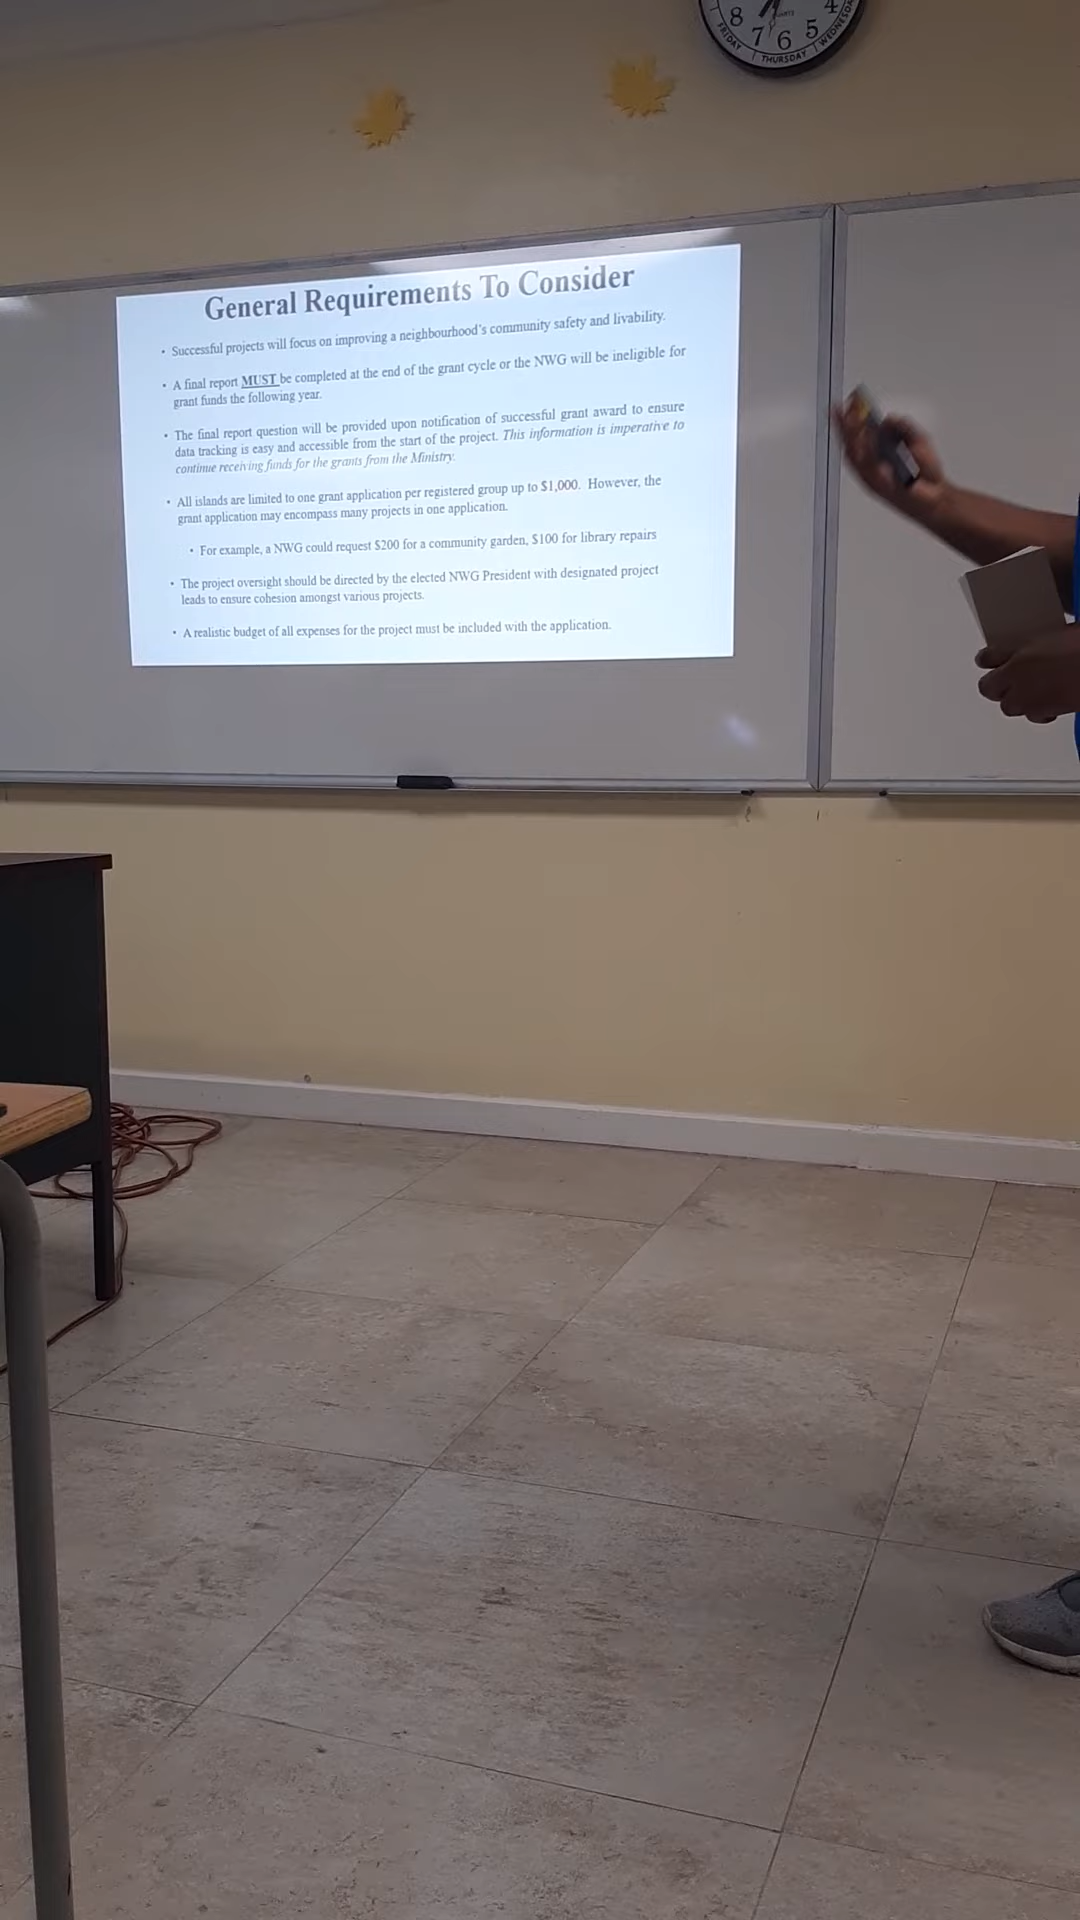 8 7 6 5 4
FRIDAY THURSDAY WEDNESDAY
General Requirements To Consider
• Successful projects will focus on improving a neighbourhood's community safety and livability.
• A final report MUST be completed at the end of the grant cycle or the NWG will be ineligible for
grant funds the following year.
• The final report question will be provided upon notification of successful grant award to ensure
data tracking is easy and accessible from the start of the project. This information is imperative to
continue receiving funds for the grants from the Ministry.
• All islands are limited to one grant application per registered group up to $1,000. However, the
grant application may encompass many projects in one application.
• For example, a NWG could request $200 for a community garden, $100 for library repairs
• The project oversight should be directed by the elected NWG President with designated project
leads to ensure cohesion amongst various projects.
• A realistic budget of all expenses for the project must be included with the application.